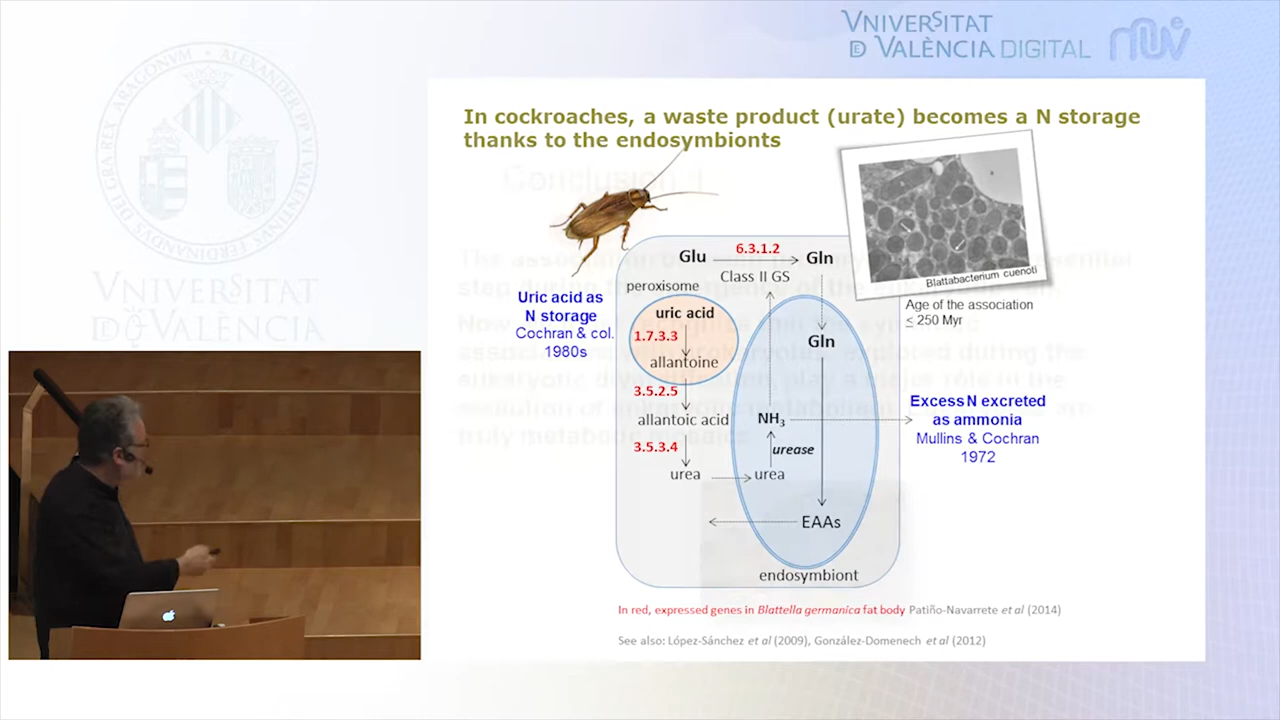 VNIVERSITAT
DE VALÈNCIA DIGITAL
VNIVERSITAT
DE VALÈNCIA
In cockroaches, a waste product (urate) becomes a N storage
thanks to the endosymbionts
Conclusion 1
Blattabacterium cuenoti
Age of the association
≤ 250 Myr
Glu
6.3.1.2
Gln
Class II GS
peroxisome
Uric acid as
N storage
Cochran & col.
1980s
uric acid
1.7.3.3
allantoine
3.5.2.5
allantoic acid
3.5.3.4
urea
Gln
NH₃
urease
urea
EAAs
endosymbiont
Excess N excreted
as ammonia
Mullins & Cochran
1972
In red, expressed genes in Blattella germanica fat body Patiño-Navarrete et al (2014)
See also: López-Sánchez et al (2009), González-Domenech et al (2012)